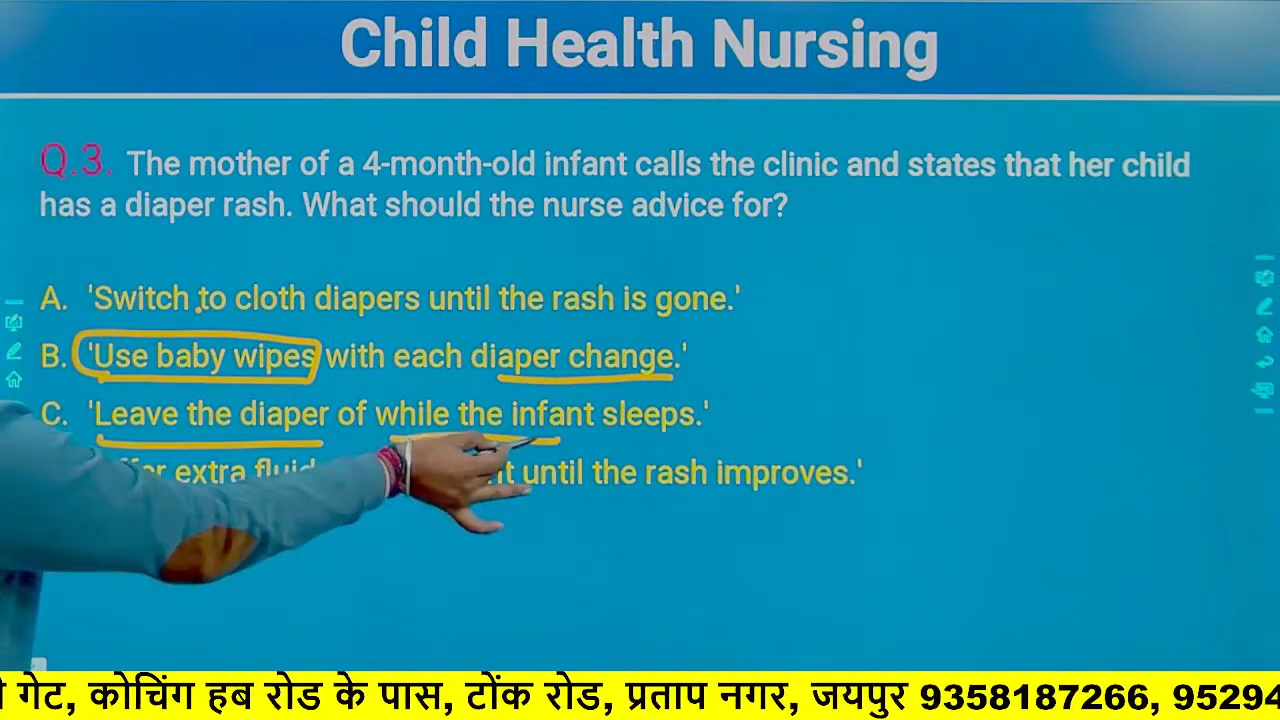 Child Health Nursing
Q.3. The mother of a 4-month-old infant calls the clinic and states that her child
has a diaper rash. What should the nurse advice for?
A. 'Switch to cloth diapers until the rash is gone.'
B. 'Use baby wipes with each diaper change.'
C. 'Leave the diaper of while the infant sleeps.'
extra until the rash improves.'
गेट, कोचिंग हब रोड के पास, टोंक रोड, प्रताप नगर, जयपुर 9358187266, 95294